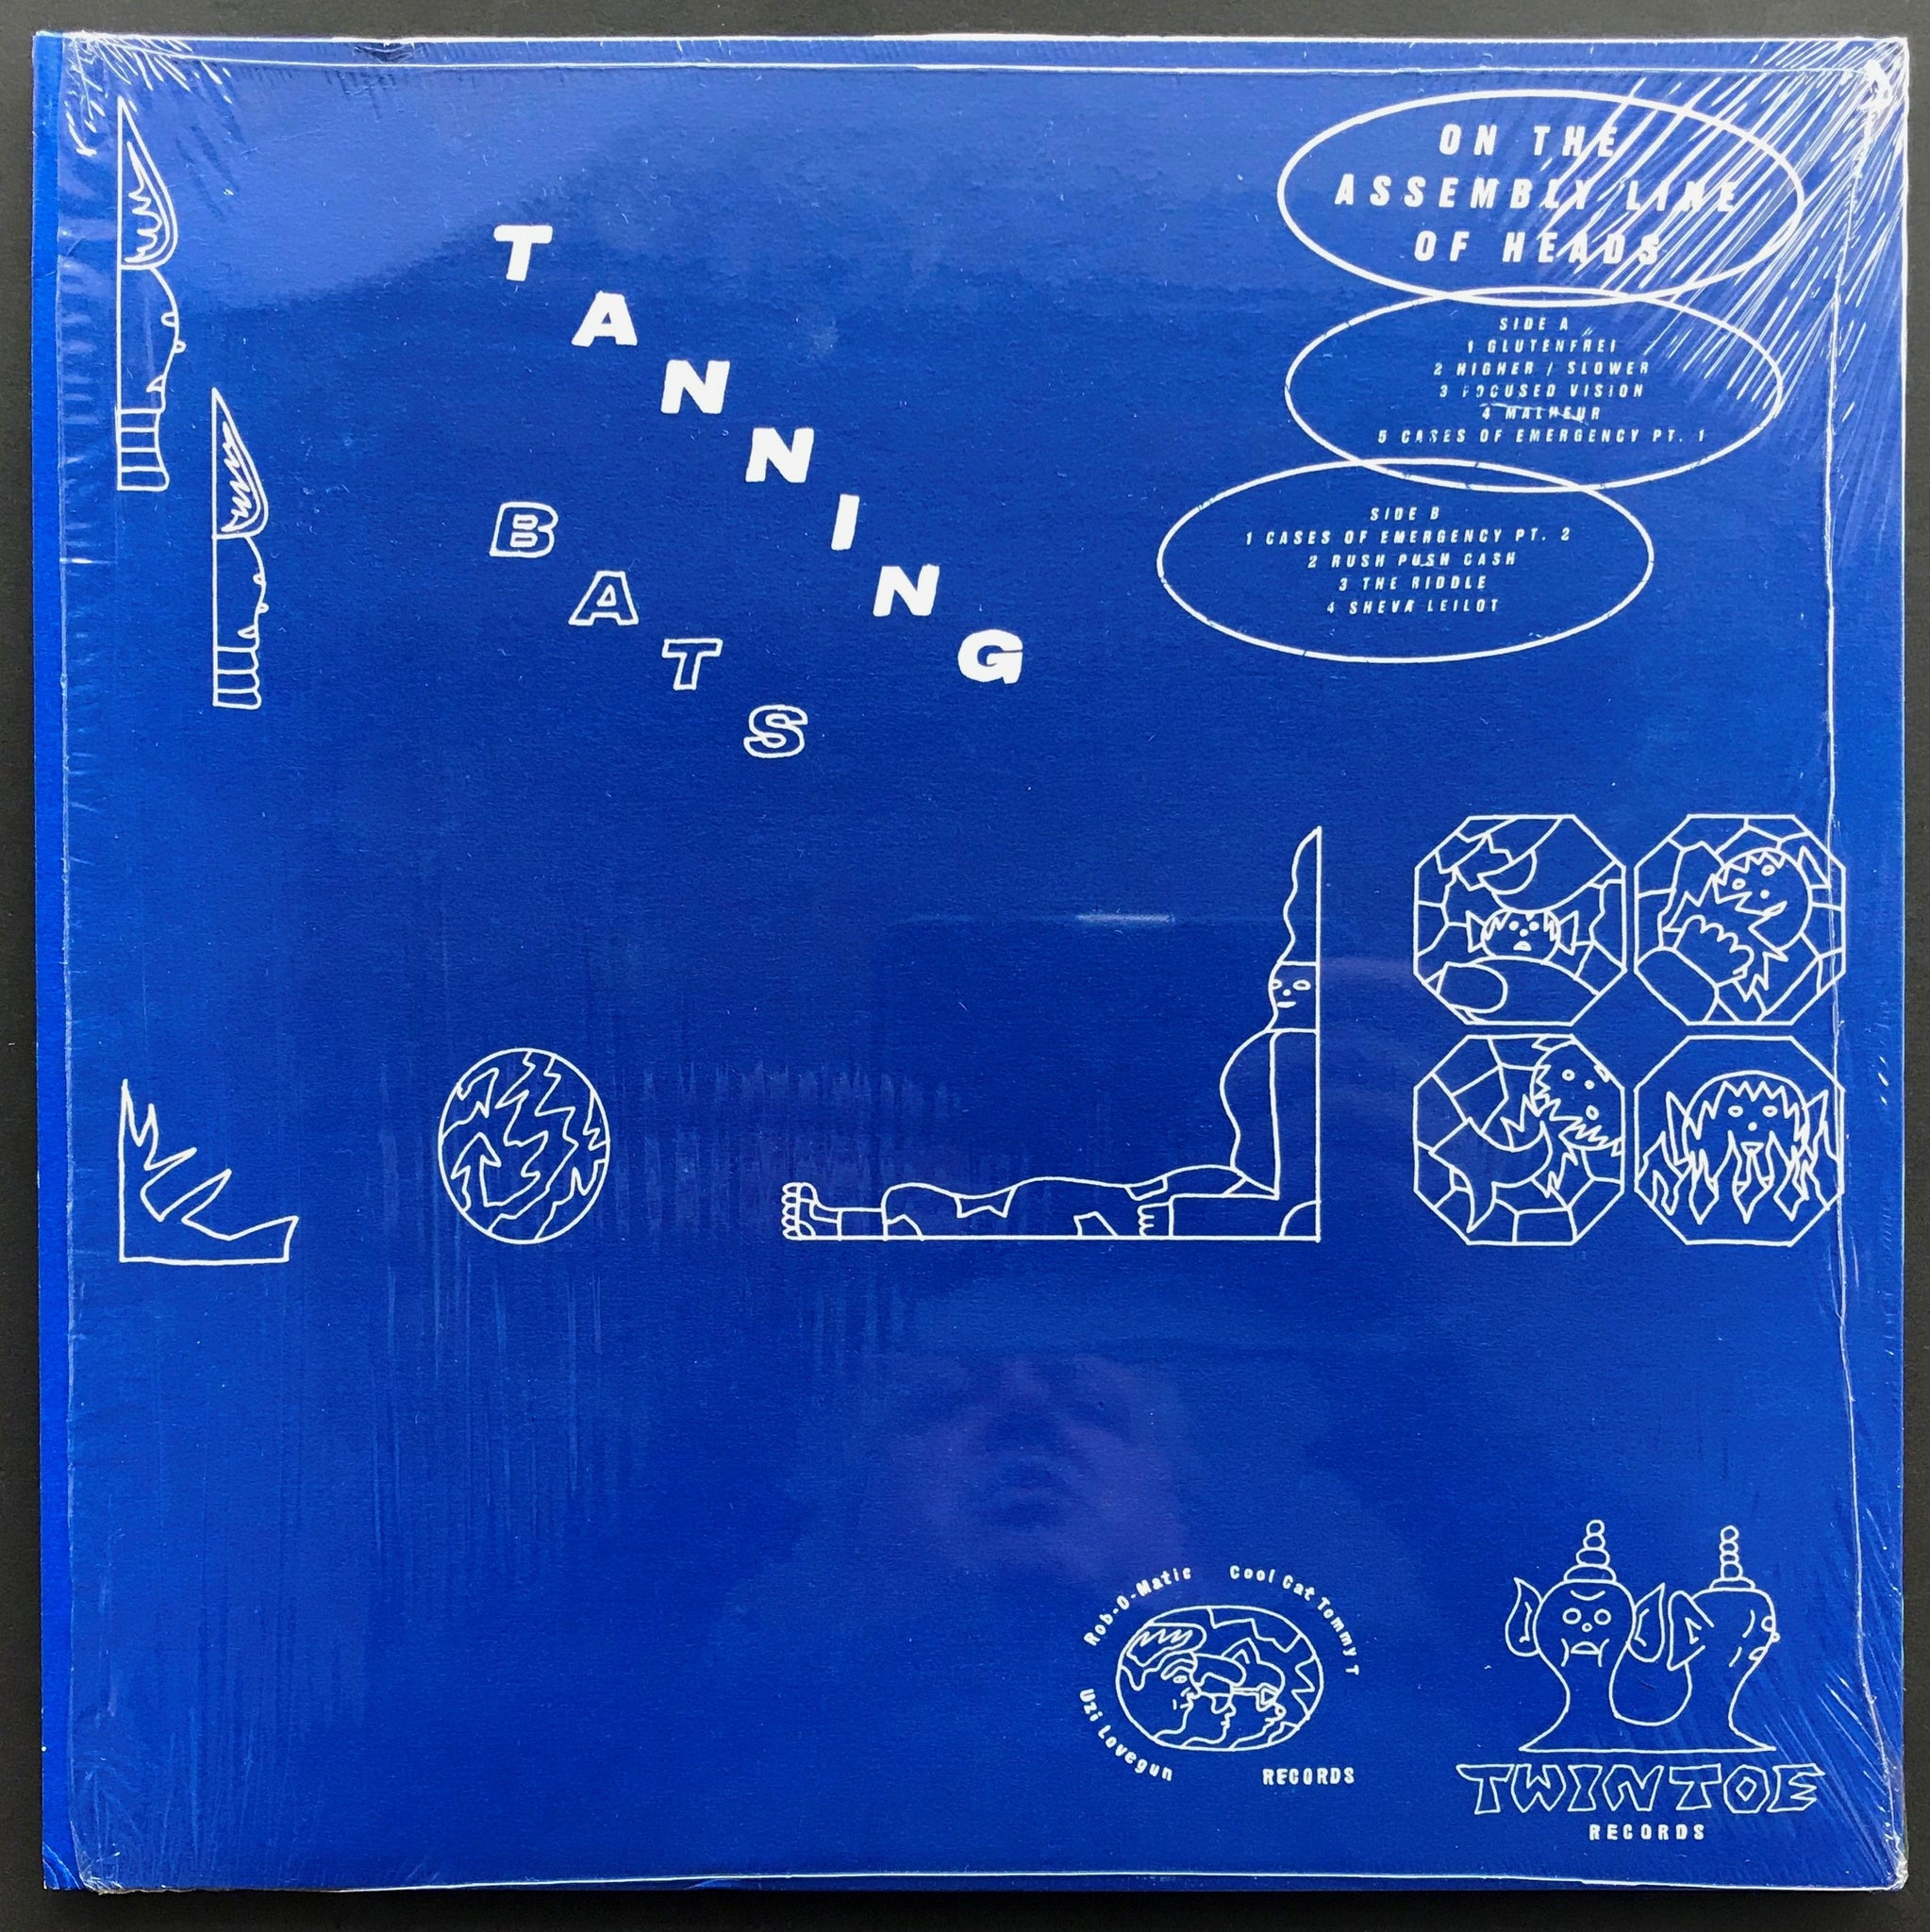 TANNING
BATS
ON THE
ASSEMBLY LINE
OF HEADS
SIDE A
1 GLUTENFREI
2 HIGHER / SLOWER
3 FOCUSED VISION
4 MALHEUR
5 CASES OF EMERGENCY PT. 1
SIDE B
1 CASES OF EMERGENCY PT. 2
2 RUSH PUSH CASH
3 THE RIDDLE
4 SHEVA LEILOT
Rob-O-Matic
Cool Cat Tommy T
Uzi Lovegun
RECORDS
TWINTOE
RECORDS